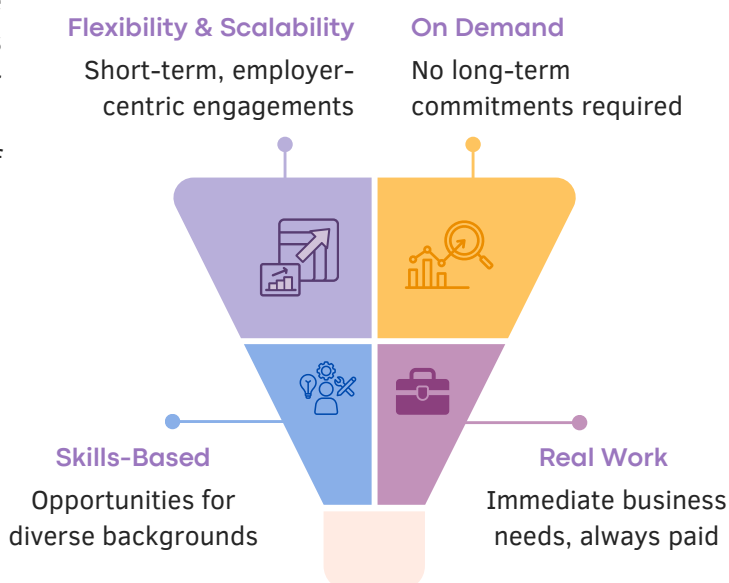 Flexibility & Scalability
Short-term, employer-
centric engagements
On Demand
No long-term
commitments required
Skills-Based
Opportunities for
diverse backgrounds
Real Work
Immediate business
needs, always paid